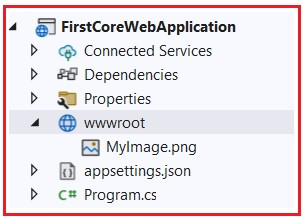 FirstCoreWebApplication
Connected Services
Dependencies
Properties
wwwroot
MyImage.png
appsettings.json
C# Program.cs